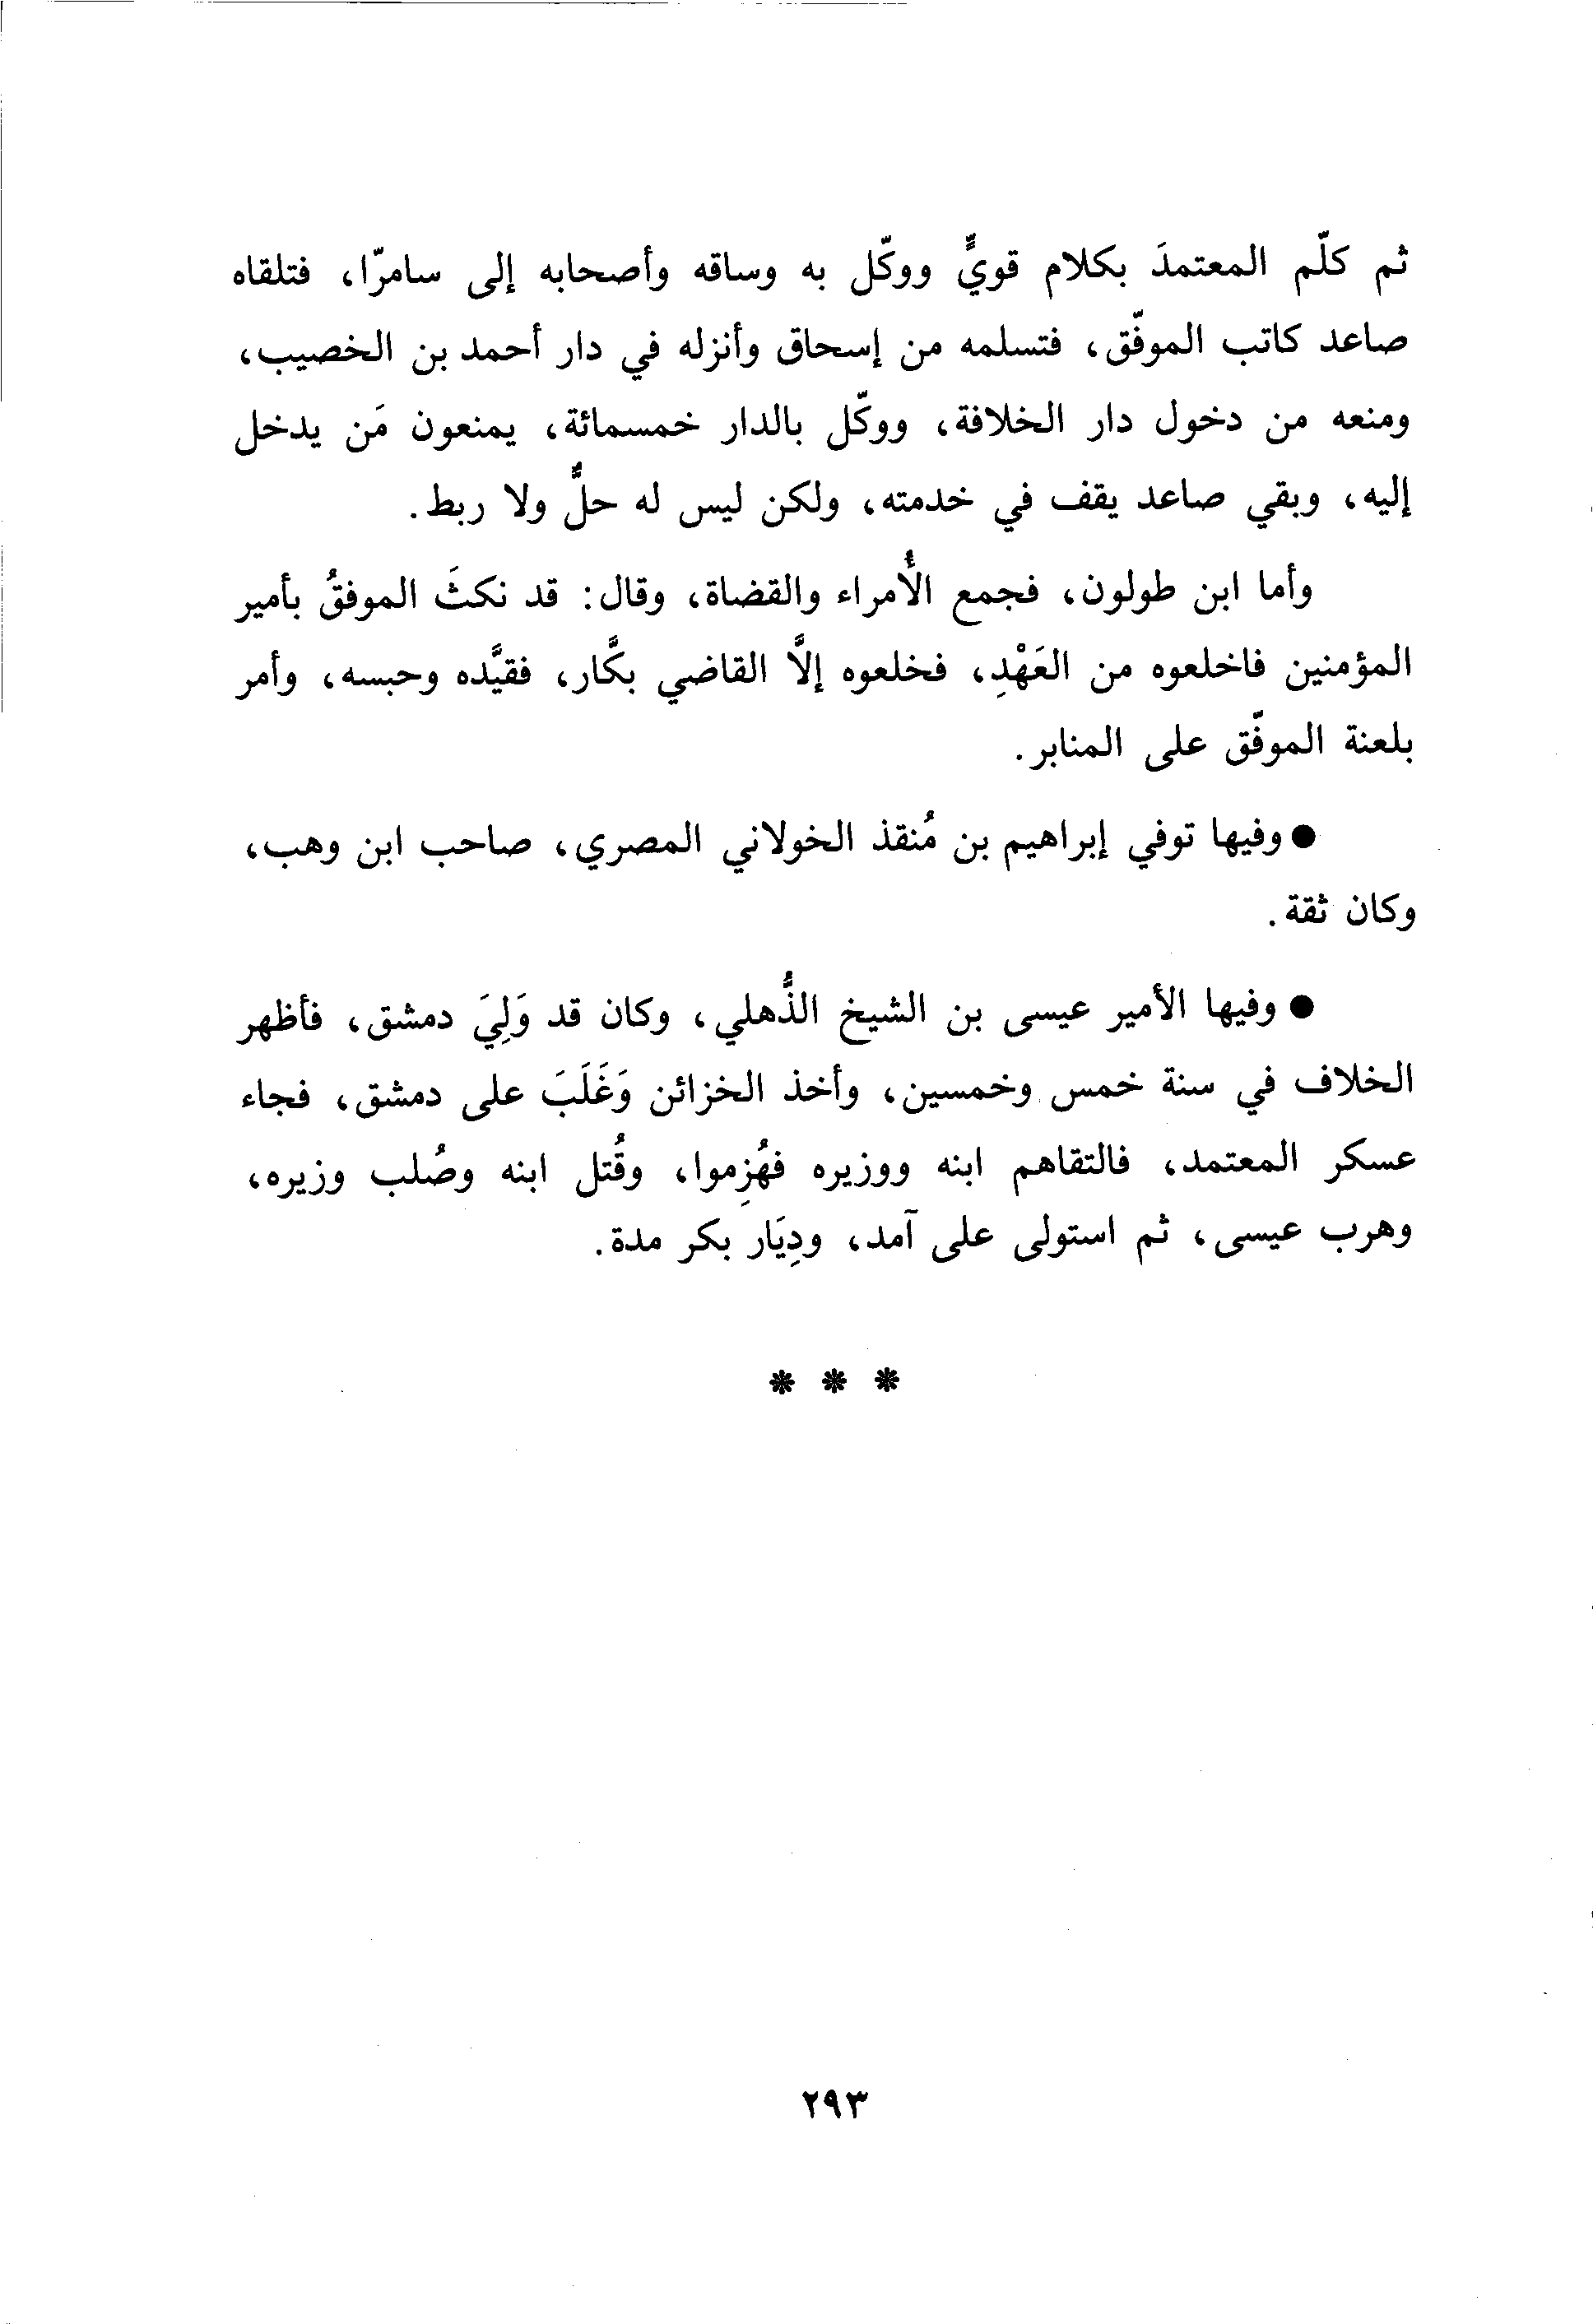 ثم كلّم المعتمدَ بكلام قويٍّ ووكّل به وساقه وأصحابه إلى سامرّا، فتلقاه
صاعد كاتب الموفّق، فتسلمه من إسحاق وأنزله في دار أحمد بن الخصيب،
ومنعه من دخول دار الخلافة، ووكّل بالدار خمسمائة، يمنعون مَن يدخل
إليه، وبقي صاعد يقف في خدمته، ولكن ليس له حلٌّ ولا ربط.
وأما ابن طولون، فجمع الأُمراء والقضاة، وقال: قد نكثَ الموفقُ بأمير
المؤمنين فاخلعوه من العَهْدِ، فخلعوه إلاَّ القاضي بكَّار، فقيَّده وحبسه، وأمر
بلعنة الموفّق على المنابر.
● وفيها توفي إبراهيم بن مُنقذ الخولاني المصري، صاحب ابن وهب،
وكان ثقة.
● وفيها الأمير عيسى بن الشيخ الذُّهلي، وكان قد وَلِيَ دمشق، فأظهر
الخلاف في سنة خمس وخمسين، وأخذ الخزائن وَغَلَبَ على دمشق، فجاء
عسكر المعتمد، فالتقاهم ابنه ووزيره فهُزِموا، وقُتل ابنه وصُلب وزيره،
وهرب عيسى، ثم استولى على آمد، ودِيَار بكر مدة.
* * *
٢٩٣